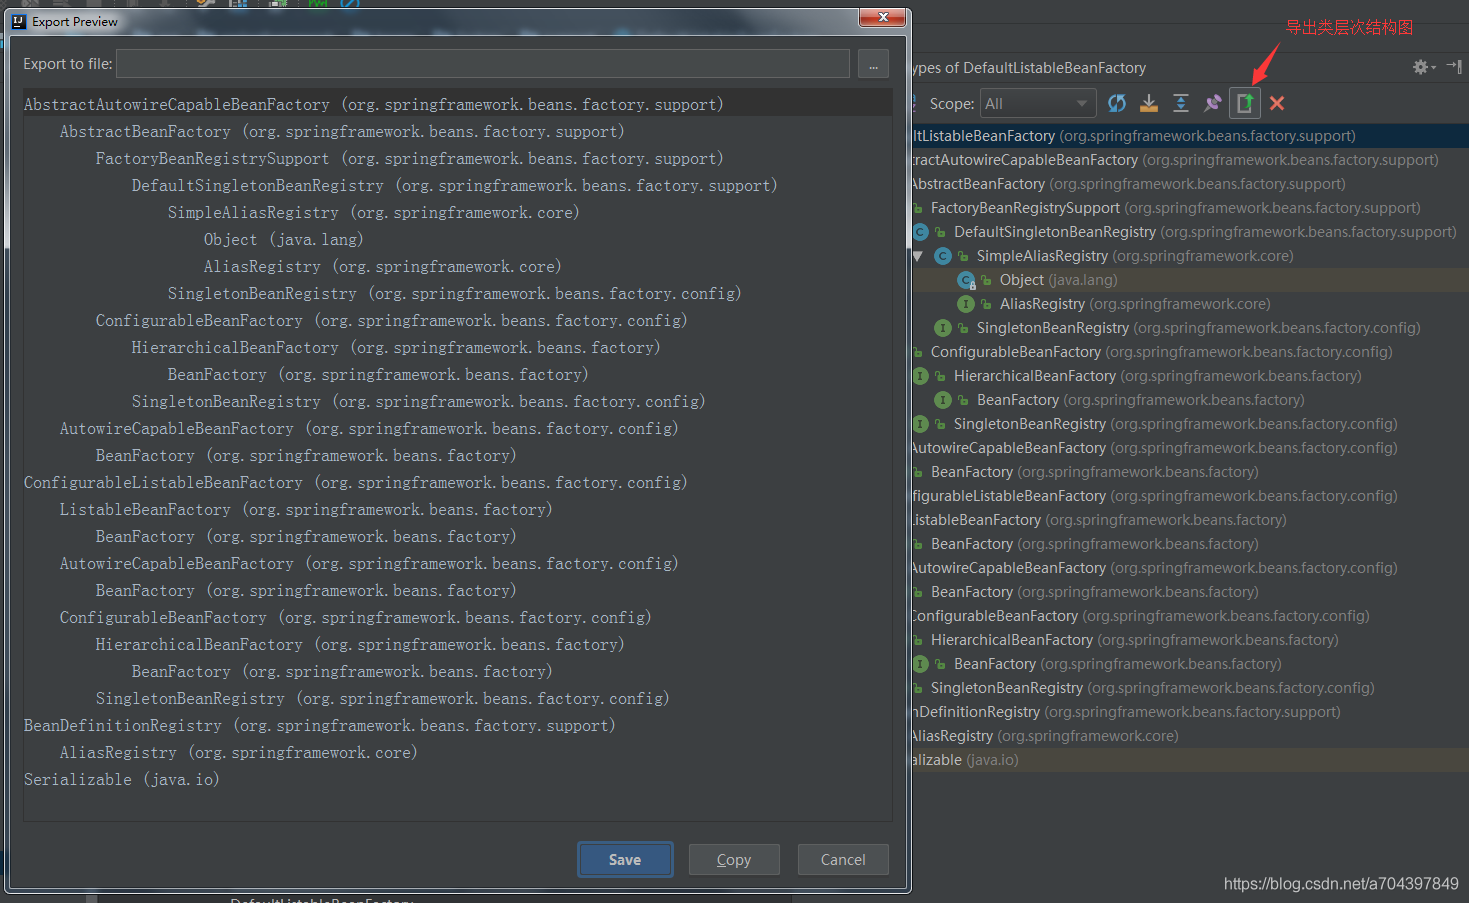 Export Preview
Export to file:
...
AbstractAutowireCapableBeanFactory (org.springframework.beans.factory.support)
AbstractBeanFactory (org.springframework.beans.factory.support)
FactoryBeanRegistrySupport (org.springframework.beans.factory.support)
DefaultSingletonBeanRegistry (org.springframework.beans.factory.support)
SimpleAliasRegistry (org.springframework.core)
Object (java.lang)
AliasRegistry (org.springframework.core)
SingletonBeanRegistry (org.springframework.beans.factory.config)
ConfigurableBeanFactory (org.springframework.beans.factory.config)
HierarchicalBeanFactory (org.springframework.beans.factory)
BeanFactory (org.springframework.beans.factory)
SingletonBeanRegistry (org.springframework.beans.factory.config)
AutowireCapableBeanFactory (org.springframework.beans.factory.config)
BeanFactory (org.springframework.beans.factory)
ConfigurableListableBeanFactory (org.springframework.beans.factory.config)
ListableBeanFactory (org.springframework.beans.factory)
BeanFactory (org.springframework.beans.factory)
AutowireCapableBeanFactory (org.springframework.beans.factory.config)
BeanFactory (org.springframework.beans.factory)
ConfigurableBeanFactory (org.springframework.beans.factory.config)
HierarchicalBeanFactory (org.springframework.beans.factory)
BeanFactory (org.springframework.beans.factory)
SingletonBeanRegistry (org.springframework.beans.factory.config)
BeanDefinitionRegistry (org.springframework.beans.factory.support)
AliasRegistry (org.springframework.core)
Serializable (java.io)
Save
Copy
Cancel
导出类层次结构图
ypes of DefaultListableBeanFactory
Scope: All
ltListableBeanFactory (org.springframework.beans.factory.support)
tractAutowireCapableBeanFactory (org.springframework.beans.factory.support)
AbstractBeanFactory (org.springframework.beans.factory.support)
FactoryBeanRegistrySupport (org.springframework.beans.factory.support)
DefaultSingletonBeanRegistry (org.springframework.beans.factory.support)
SimpleAliasRegistry (org.springframework.core)
Object (java.lang)
AliasRegistry (org.springframework.core)
SingletonBeanRegistry (org.springframework.beans.factory.config)
ConfigurableBeanFactory (org.springframework.beans.factory.config)
HierarchicalBeanFactory (org.springframework.beans.factory)
BeanFactory (org.springframework.beans.factory)
SingletonBeanRegistry (org.springframework.beans.factory.config)
AutowireCapableBeanFactory (org.springframework.beans.factory.config)
BeanFactory (org.springframework.beans.factory)
figurableListableBeanFactory (org.springframework.beans.factory.config)
ListableBeanFactory (org.springframework.beans.factory)
BeanFactory (org.springframework.beans.factory)
AutowireCapableBeanFactory (org.springframework.beans.factory.config)
BeanFactory (org.springframework.beans.factory)
ConfigurableBeanFactory (org.springframework.beans.factory.config)
HierarchicalBeanFactory (org.springframework.beans.factory)
BeanFactory (org.springframework.beans.factory)
SingletonBeanRegistry (org.springframework.beans.factory.config)
nDefinitionRegistry (org.springframework.beans.factory.support)
AliasRegistry (org.springframework.core)
alizable (java.io)
https://blog.csdn.net/a704397849
DefaultListableBeanFactory